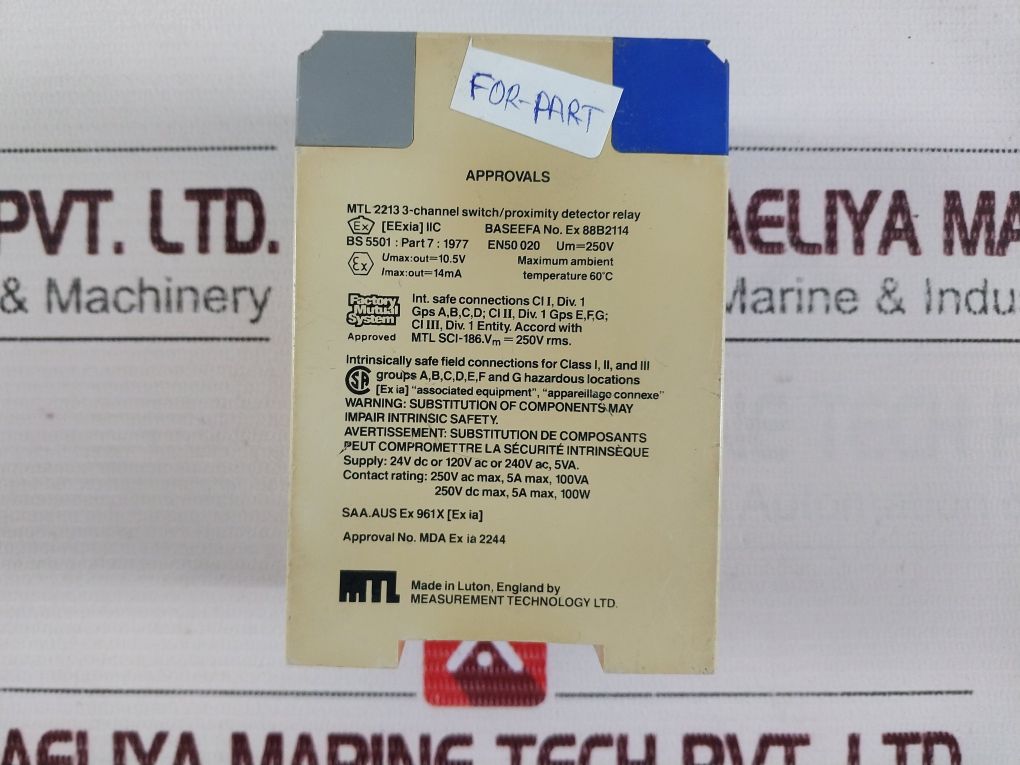 FOR-PART
APPROVALS
MTL 2213 3-channel switch/proximity detector relay
Ex [EExia] IIC BASEEFA No. Ex 88B2114
BS 5501 : Part 7 : 1977 EN50 020 Um=250V
Ex Umax:out=10.5V Maximum ambient
Imax:out=14mA temperature 60°C
Factory Mutual System Approved
Int. safe connections Cl I, Div. 1
Gps A,B,C,D; Cl II, Div. 1 Gps E,F,G;
Cl III, Div. 1 Entity. Accord with
MTL SCI-186.Vm = 250V rms.
Intrinsically safe field connections for Class I, II, and III
SA groups A,B,C,D,E,F and G hazardous locations
[Ex ia] "associated equipment", "appareillage connexe"
WARNING: SUBSTITUTION OF COMPONENTS MAY
IMPAIR INTRINSIC SAFETY.
AVERTISSEMENT: SUBSTITUTION DE COMPOSANTS
PEUT COMPROMETTRE LA SÉCURITÉ INTRINSÈQUE
Supply: 24V dc or 120V ac or 240V ac, 5VA.
Contact rating: 250V ac max, 5A max, 100VA
250V dc max, 5A max, 100W
SAA.AUS Ex 961X [Ex ia]
Approval No. MDA Ex ia 2244
MTL Made in Luton, England by
MEASUREMENT TECHNOLOGY LTD.
PVT. LTD.
& Machinery
AELIYA MA
Marine & Indu
AELIYA MARINE TECH PVT. LTD.